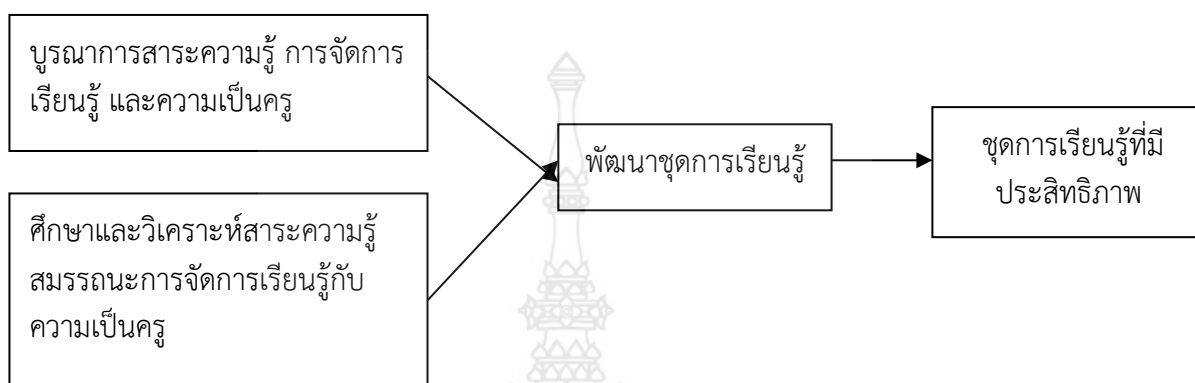 บูรณาการสาระความรู้ การจัดการ
เรียนรู้ และความเป็นครู
ศึกษาและวิเคราะห์สาระความรู้
สมรรถนะการจัดการเรียนรู้กับ
ความเป็นครู
พัฒนาชุดการเรียนรู้
ชุดการเรียนรู้ที่มี
ประสิทธิภาพ